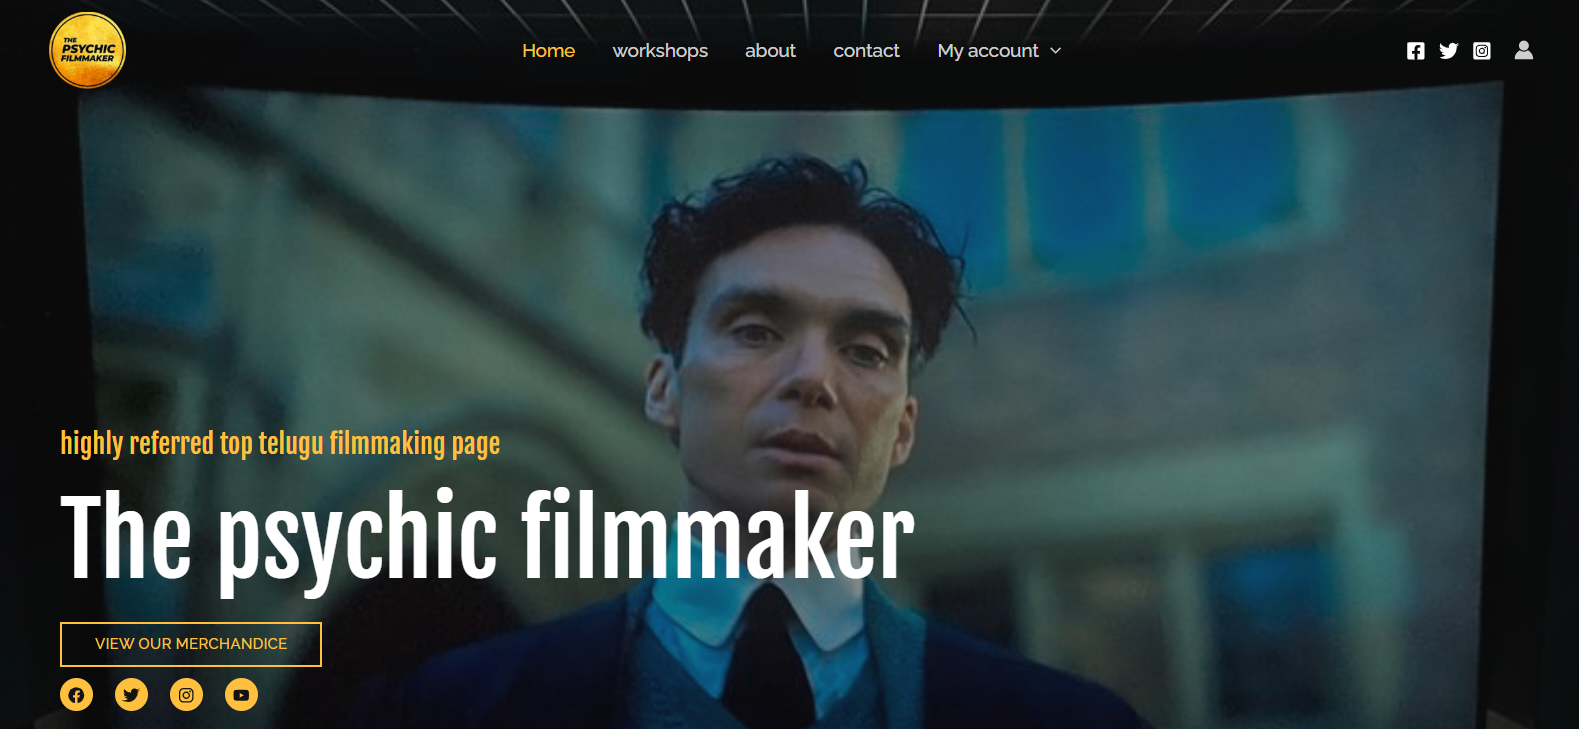 THE
PSYCHIC
FILMMAKER
Home workshops about contact My account
highly referred top telugu filmmaking page
The psychic filmmaker
VIEW OUR MERCHANDICE